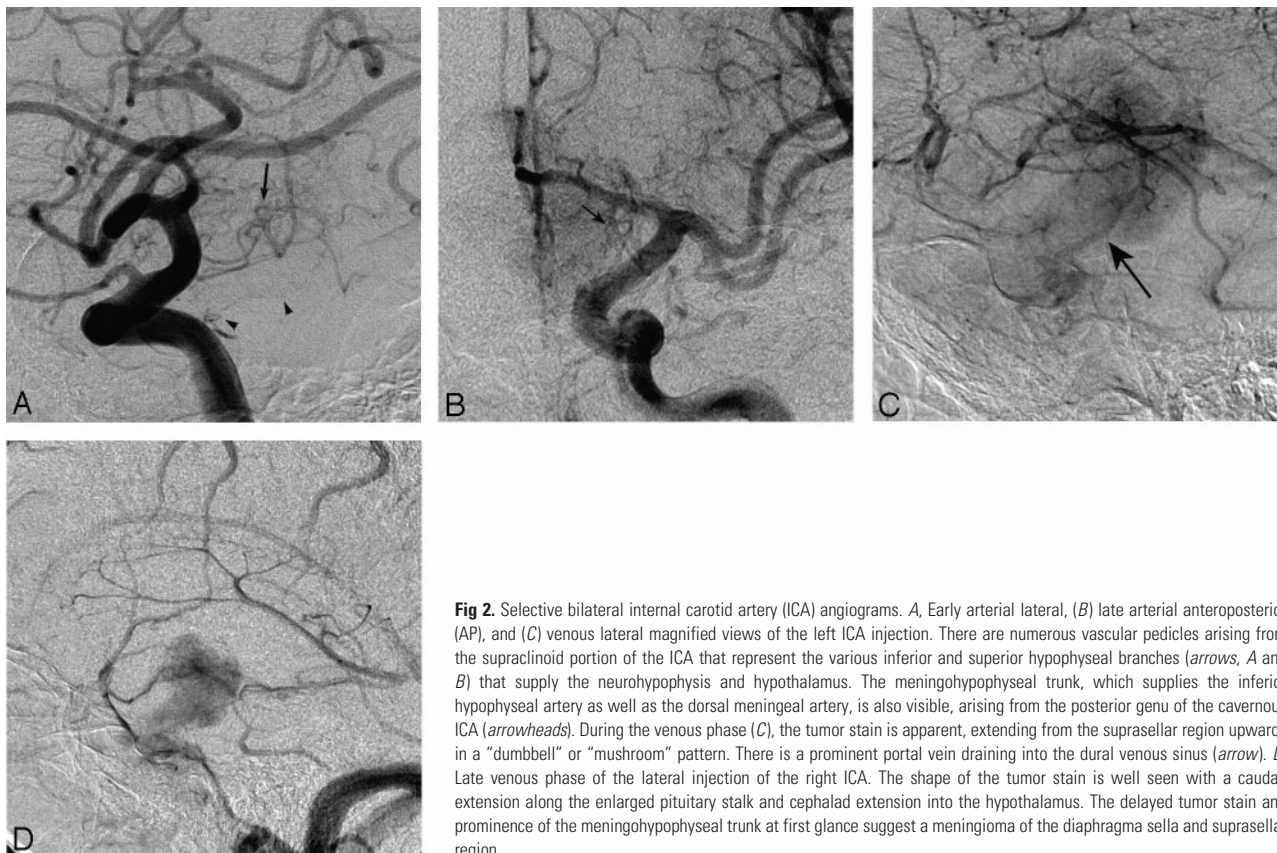 A
B
C
D
Fig 2. Selective bilateral internal carotid artery (ICA) angiograms. A, Early arterial lateral, (B) late arterial anteroposterio
(AP), and (C) venous lateral magnified views of the left ICA injection. There are numerous vascular pedicles arising from
the supraclinoid portion of the ICA that represent the various inferior and superior hypophyseal branches (arrows, A an
B) that supply the neurohypophysis and hypothalamus. The meningohypophyseal trunk, which supplies the inferio
hypophyseal artery as well as the dorsal meningeal artery, is also visible, arising from the posterior genu of the cavernou
ICA (arrowheads). During the venous phase (C), the tumor stain is apparent, extending from the suprasellar region upward
in a “dumbbell” or “mushroom” pattern. There is a prominent portal vein draining into the dural venous sinus (arrow).
Late venous phase of the lateral injection of the right ICA. The shape of the tumor stain is well seen with a cauda
extension along the enlarged pituitary stalk and cephalad extension into the hypothalamus. The delayed tumor stain an
prominence of the meningohypophyseal trunk at first glance suggest a meningioma of the diaphragma sella and suprasella
region.